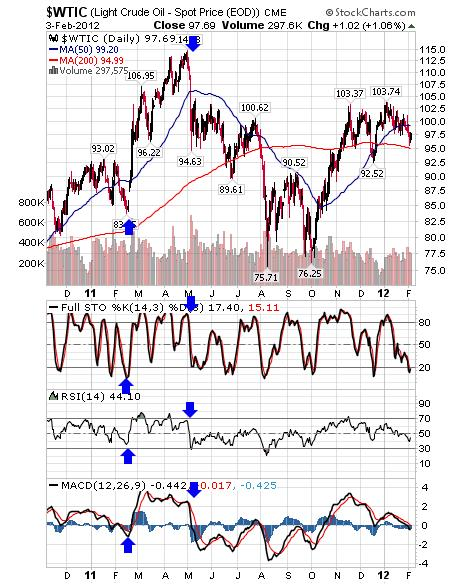 $WTIC (Light Crude Oil - Spot Price (EOD)) CME
© StockCharts.com
3-Feb-2012
Close 97.69 Volume 297.6K Chg +1.02 (+1.06%)
$WTIC (Daily) 97.69
MA(50) 99.20
MA(200) 94.99
Volume 297,575
115.0
112.5
110.0
107.5
105.0
102.5
100.0
97.5
95.0
92.5
90.0
87.5
85.0
82.5
80.0
77.5
75.0
800K
600K
400K
200K
106.95
93.02
96.22
94.63
100.62
89.61
90.52
75.71
76.25
103.37
103.74
92.52
D 11 F M A M J J A S O N D 12 F
Full STO %K(14,3) 17.40, 15.11
80
50
20
RSI(14) 44.10
90
70
50
30
10
MACD(12,26,9) -0.442, -0.425
4
2
0
-2
-4
D 11 F M A M J J A S O N D 12 F